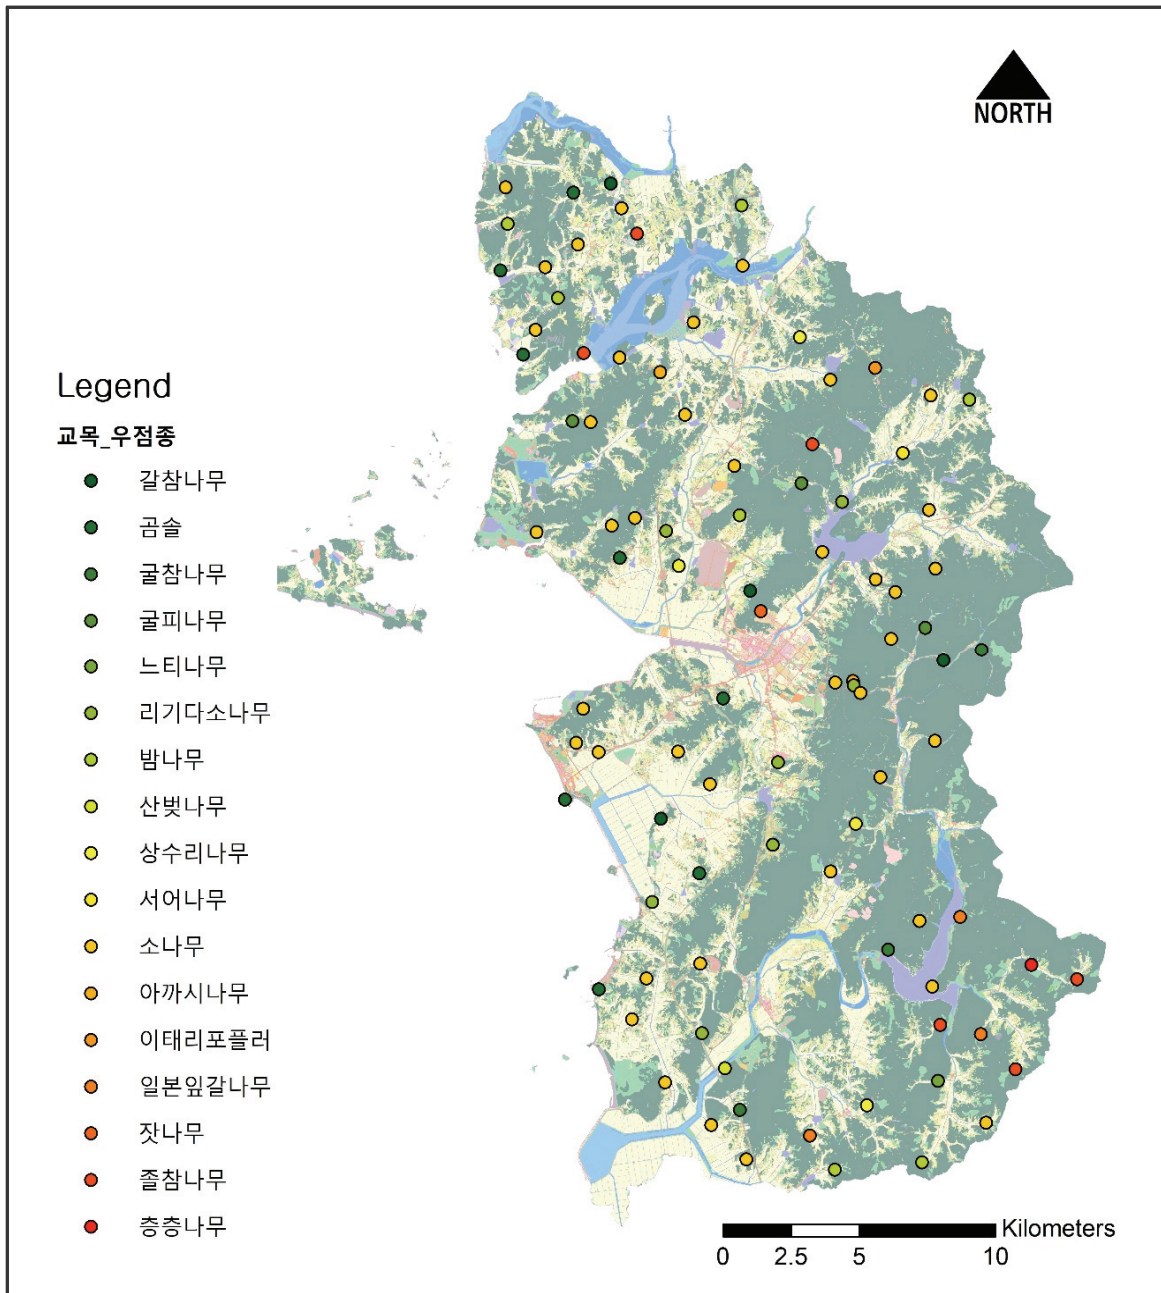 NORTH
Legend
교목_우점종
갈참나무
곰솔
굴참나무
굴피나무
느티나무
리기다소나무
밤나무
산벚나무
상수리나무
서어나무
소나무
아까시나무
이태리포플러
일본잎갈나무
잣나무
졸참나무
층층나무
Kilometers
0 2.5 5 10